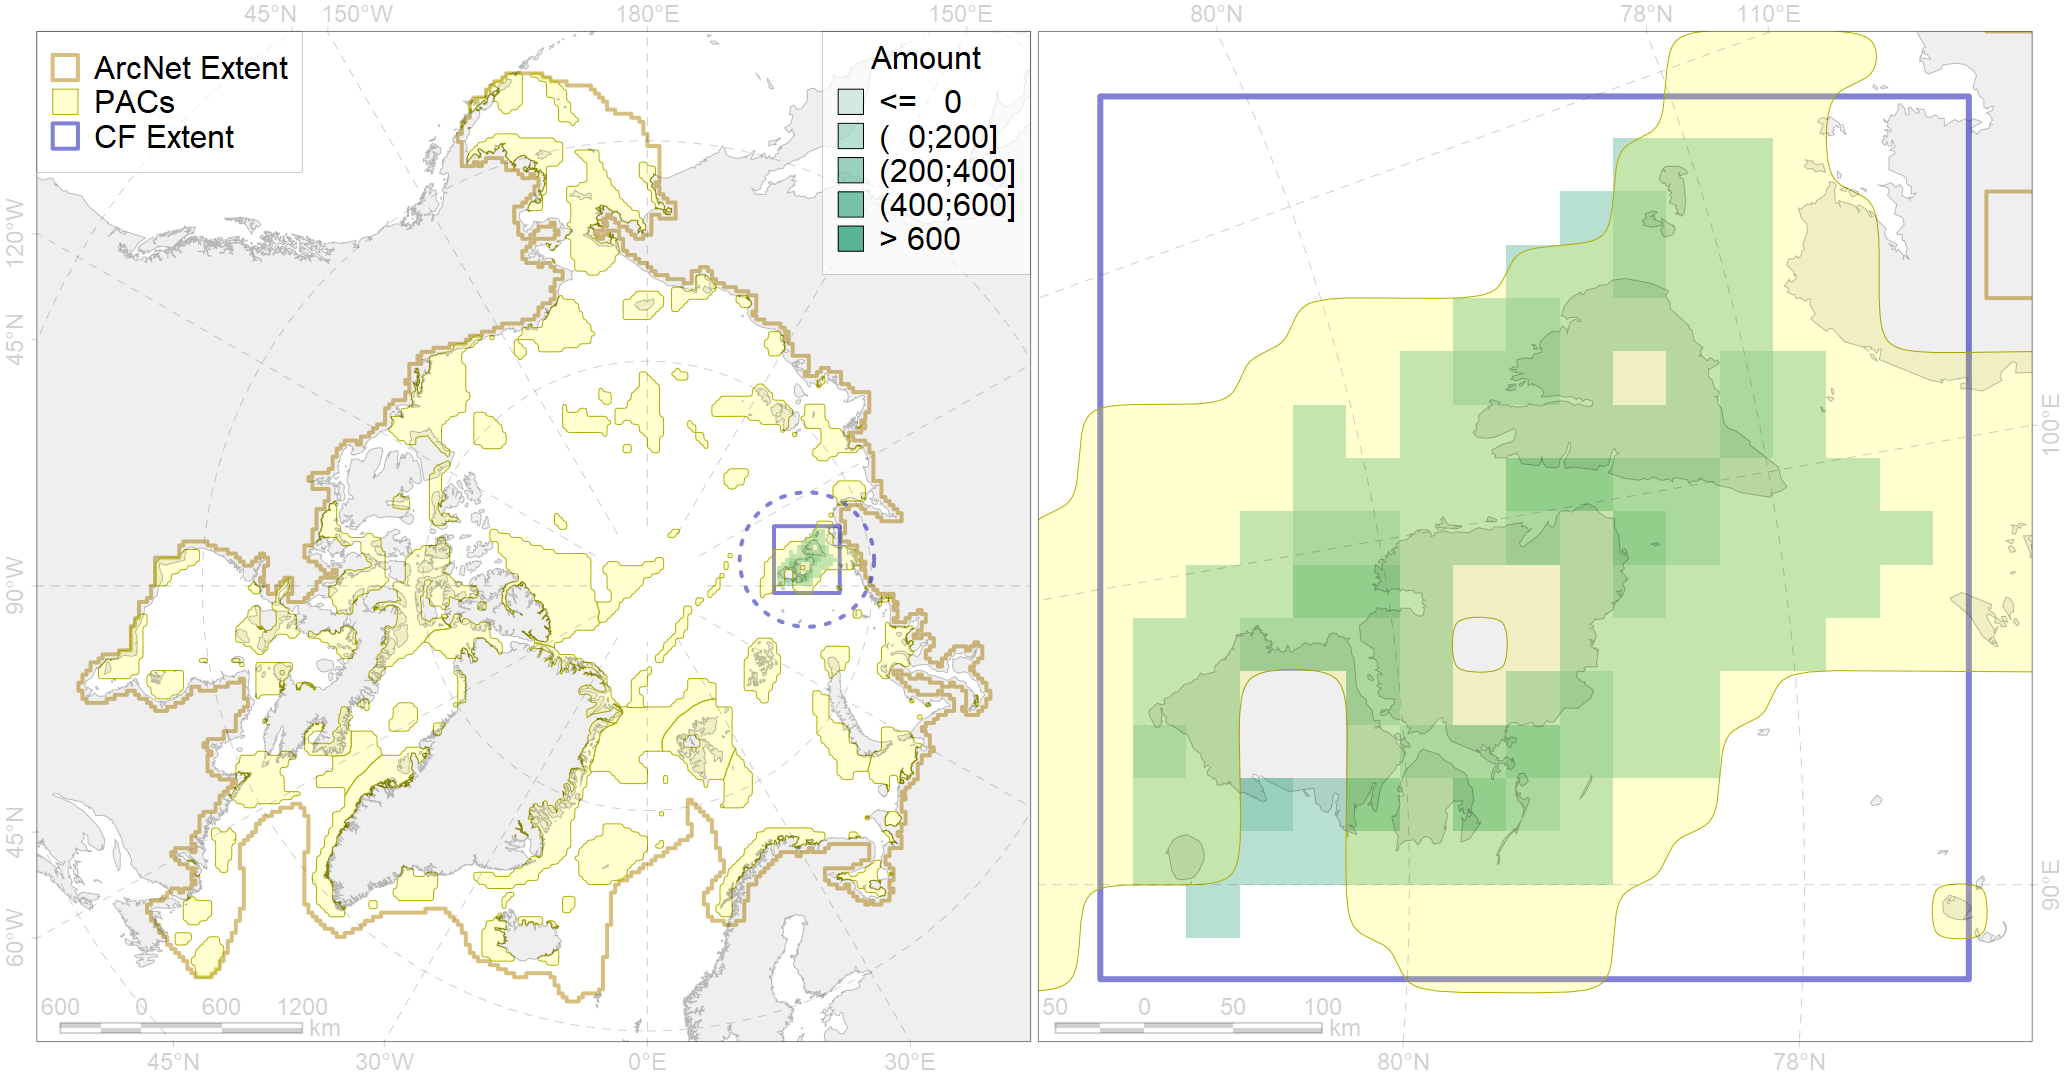 45°N 150°W 180°E 150°E 80°N 78°N 110°E
ArcNet Extent
PACs
CF Extent
Amount
<= 0
( 0;200]
(200;400]
(400;600]
> 600
120°W
45°N
90°W
45°N
60°W
100°E
90°E
600 0 600 1200
km
50 0 50 100
km
45°N 30°W 0°E 30°E 80°N 78°N